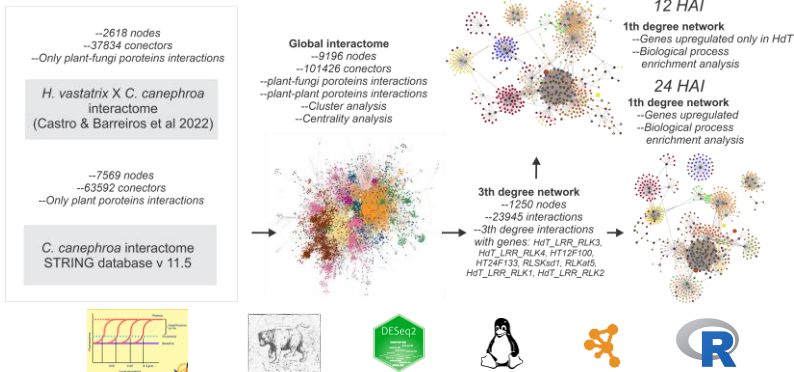 --2618 nodes
--37834 conectors
--Only plant-fungi poroteins interactions
H. vastatrix X C. canephroa
interactome
(Castro & Barreiros et al 2022)
--7569 nodes
--63592 conectors
--Only plant poroteins interactions
C. canephroa interactome
STRING database v 11.5
Global interactome
--9196 nodes
--101426 conectors
--plant-fungi poroteins interactions
--plant-plant poroteins interactions
--Cluster analysis
--Centrality analysis
3th degree network
--1250 nodes
--23945 interactions
--3th degree interactions
with genes: HdT_LRR_RLK3,
HdT_LRR_RLK4, HT12F100,
HT24F133, RLSKsd1, RLKat5,
HdT_LRR_RLK1, HdT_LRR_RLK2
12 HAI
1th degree network
--Genes upregulated only in HdT
--Biological process
enrichment analysis
24 HAI
1th degree network
--Genes upregulated
--Biological process
enrichment analysis
DESeq2
R